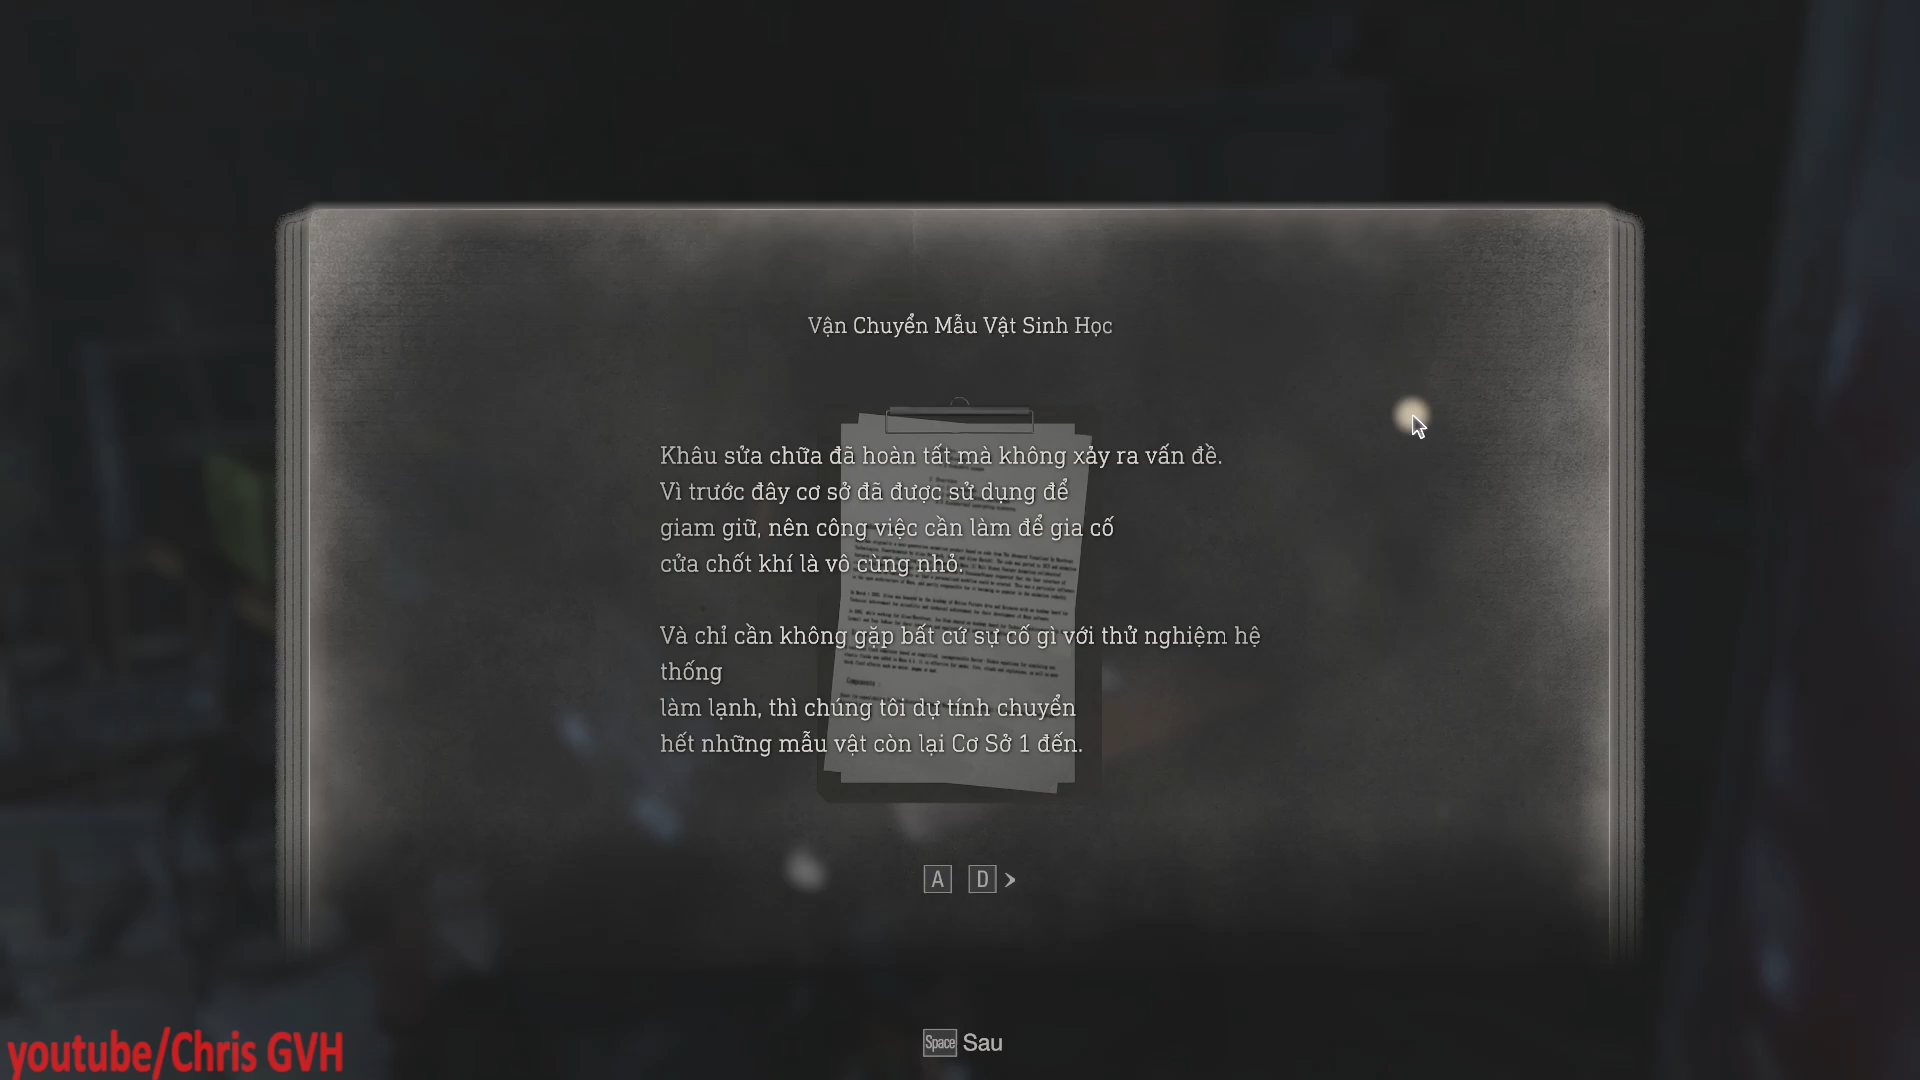 Vận Chuyển Mẫu Vật Sinh Học
Khâu sửa chữa đã hoàn tất mà không xảy ra vấn đề.
Vì trước đây cơ sở đã được sử dụng để
giam giữ, nên công việc cần làm để gia cố
cửa chốt khí là vô cùng nhỏ.
Và chỉ cần không gặp bất cứ sự cố gì với thử nghiệm hệ
thống
làm lạnh, thì chúng tôi dự tính chuyển
hết những mẫu vật còn lại Cơ Sở 1 đến.
A D >
Space Sau
youtube/Chris GVH